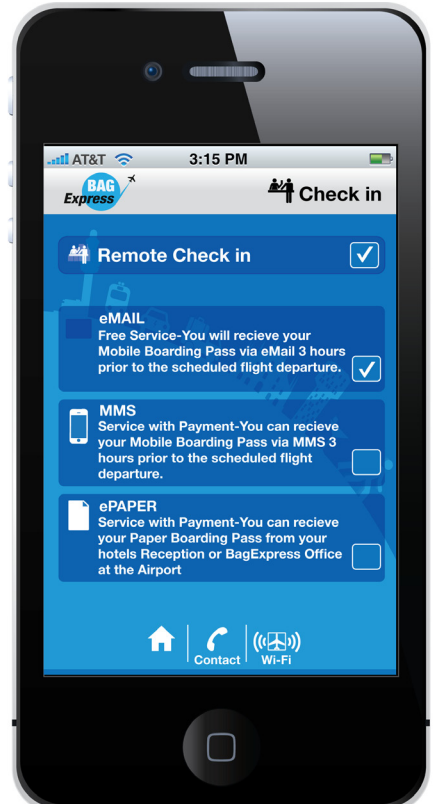 AT&T 3:15 PM
BAG
Express
Check in
Remote Check in
eMAIL
Free Service-You will recieve your
Mobile Boarding Pass via eMail 3 hours
prior to the scheduled flight departure.
MMS
Service with Payment-You can recieve
your Mobile Boarding Pass via MMS 3
hours prior to the scheduled flight
departure.
ePAPER
Service with Payment-You can recieve
your Paper Boarding Pass from your
hotels Reception or BagExpress Office
at the Airport
Contact
Wi-Fi